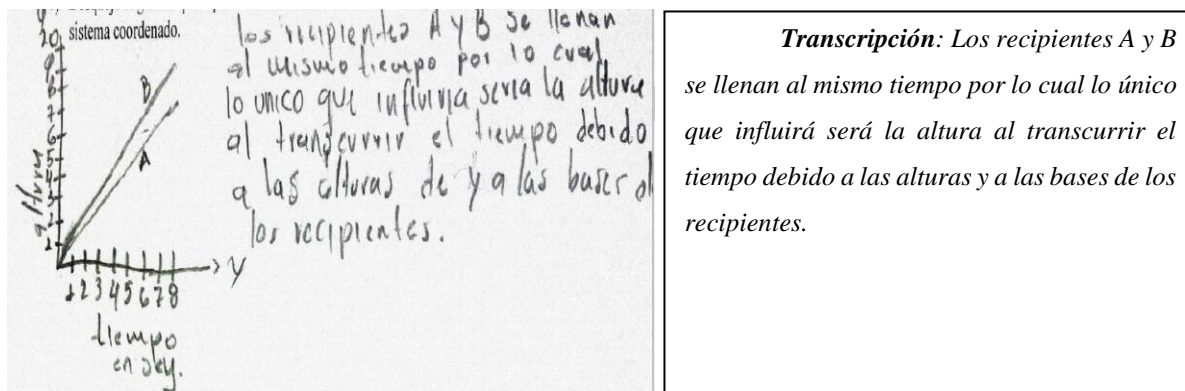 sistema coordenado.
los recipientes A y B se llenan
al mismo tiempo por lo cual
lo unico que influiria seria la altura
al transcurrir el tiempo debido
a las alturas de y a las bases d
los recipientes.
B
A
altura
y
1 2 3 4 5 6 7 8
tiempo
en seg.
Transcripción: Los recipientes A y B
se llenan al mismo tiempo por lo cual lo único
que influirá será la altura al transcurrir el
tiempo debido a las alturas y a las bases de los
recipientes.